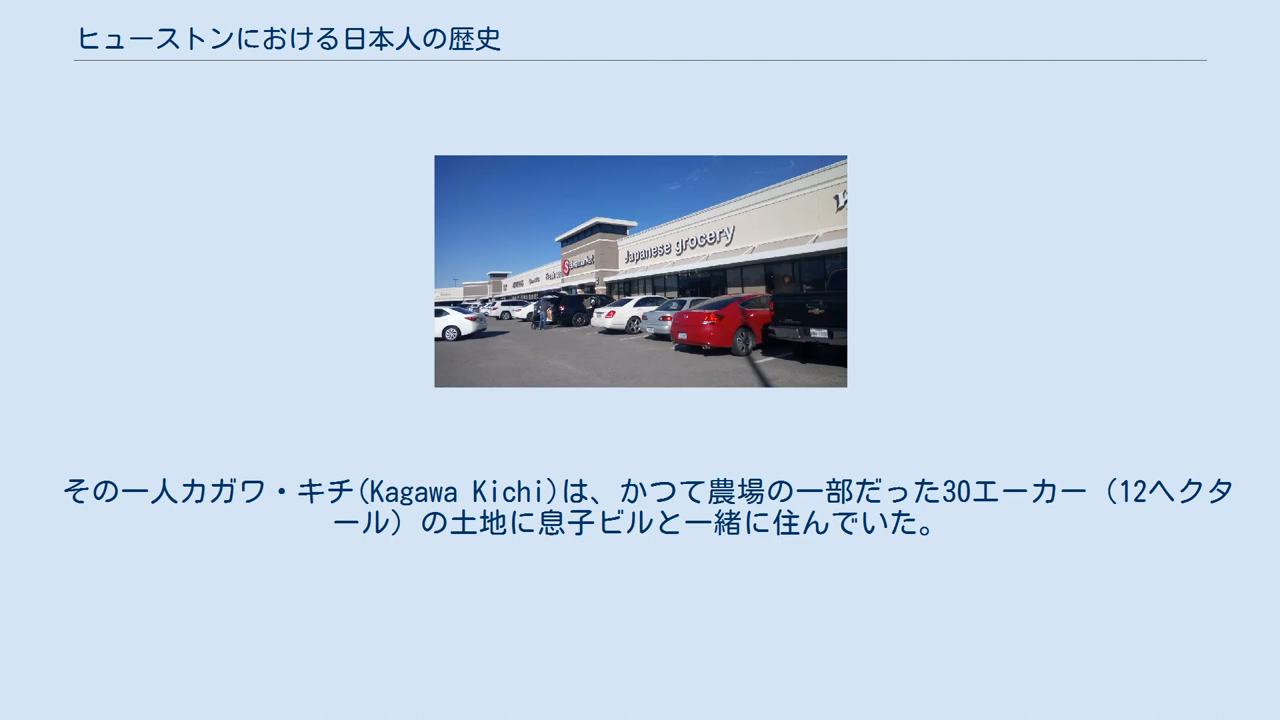 ヒューストンにおける日本人の歴史
Japanese grocery
その一人カガワ・キチ(Kagawa Kichi)は、かつて農場の一部だった30エーカー（12ヘクタ
ール）の土地に息子ビルと一緒に住んでいた。